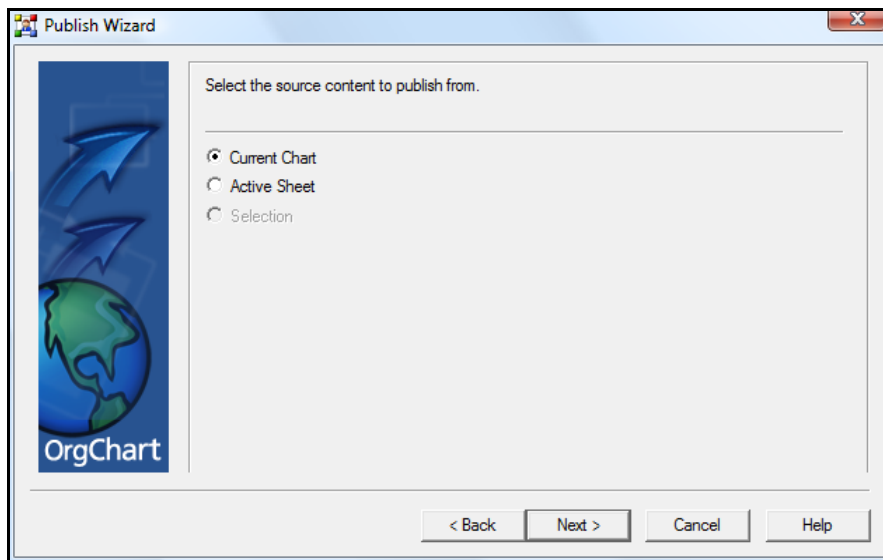 Publish Wizard
Select the source content to publish from.
Current Chart
Active Sheet
Selection
OrgChart
< Back
Next >
Cancel
Help